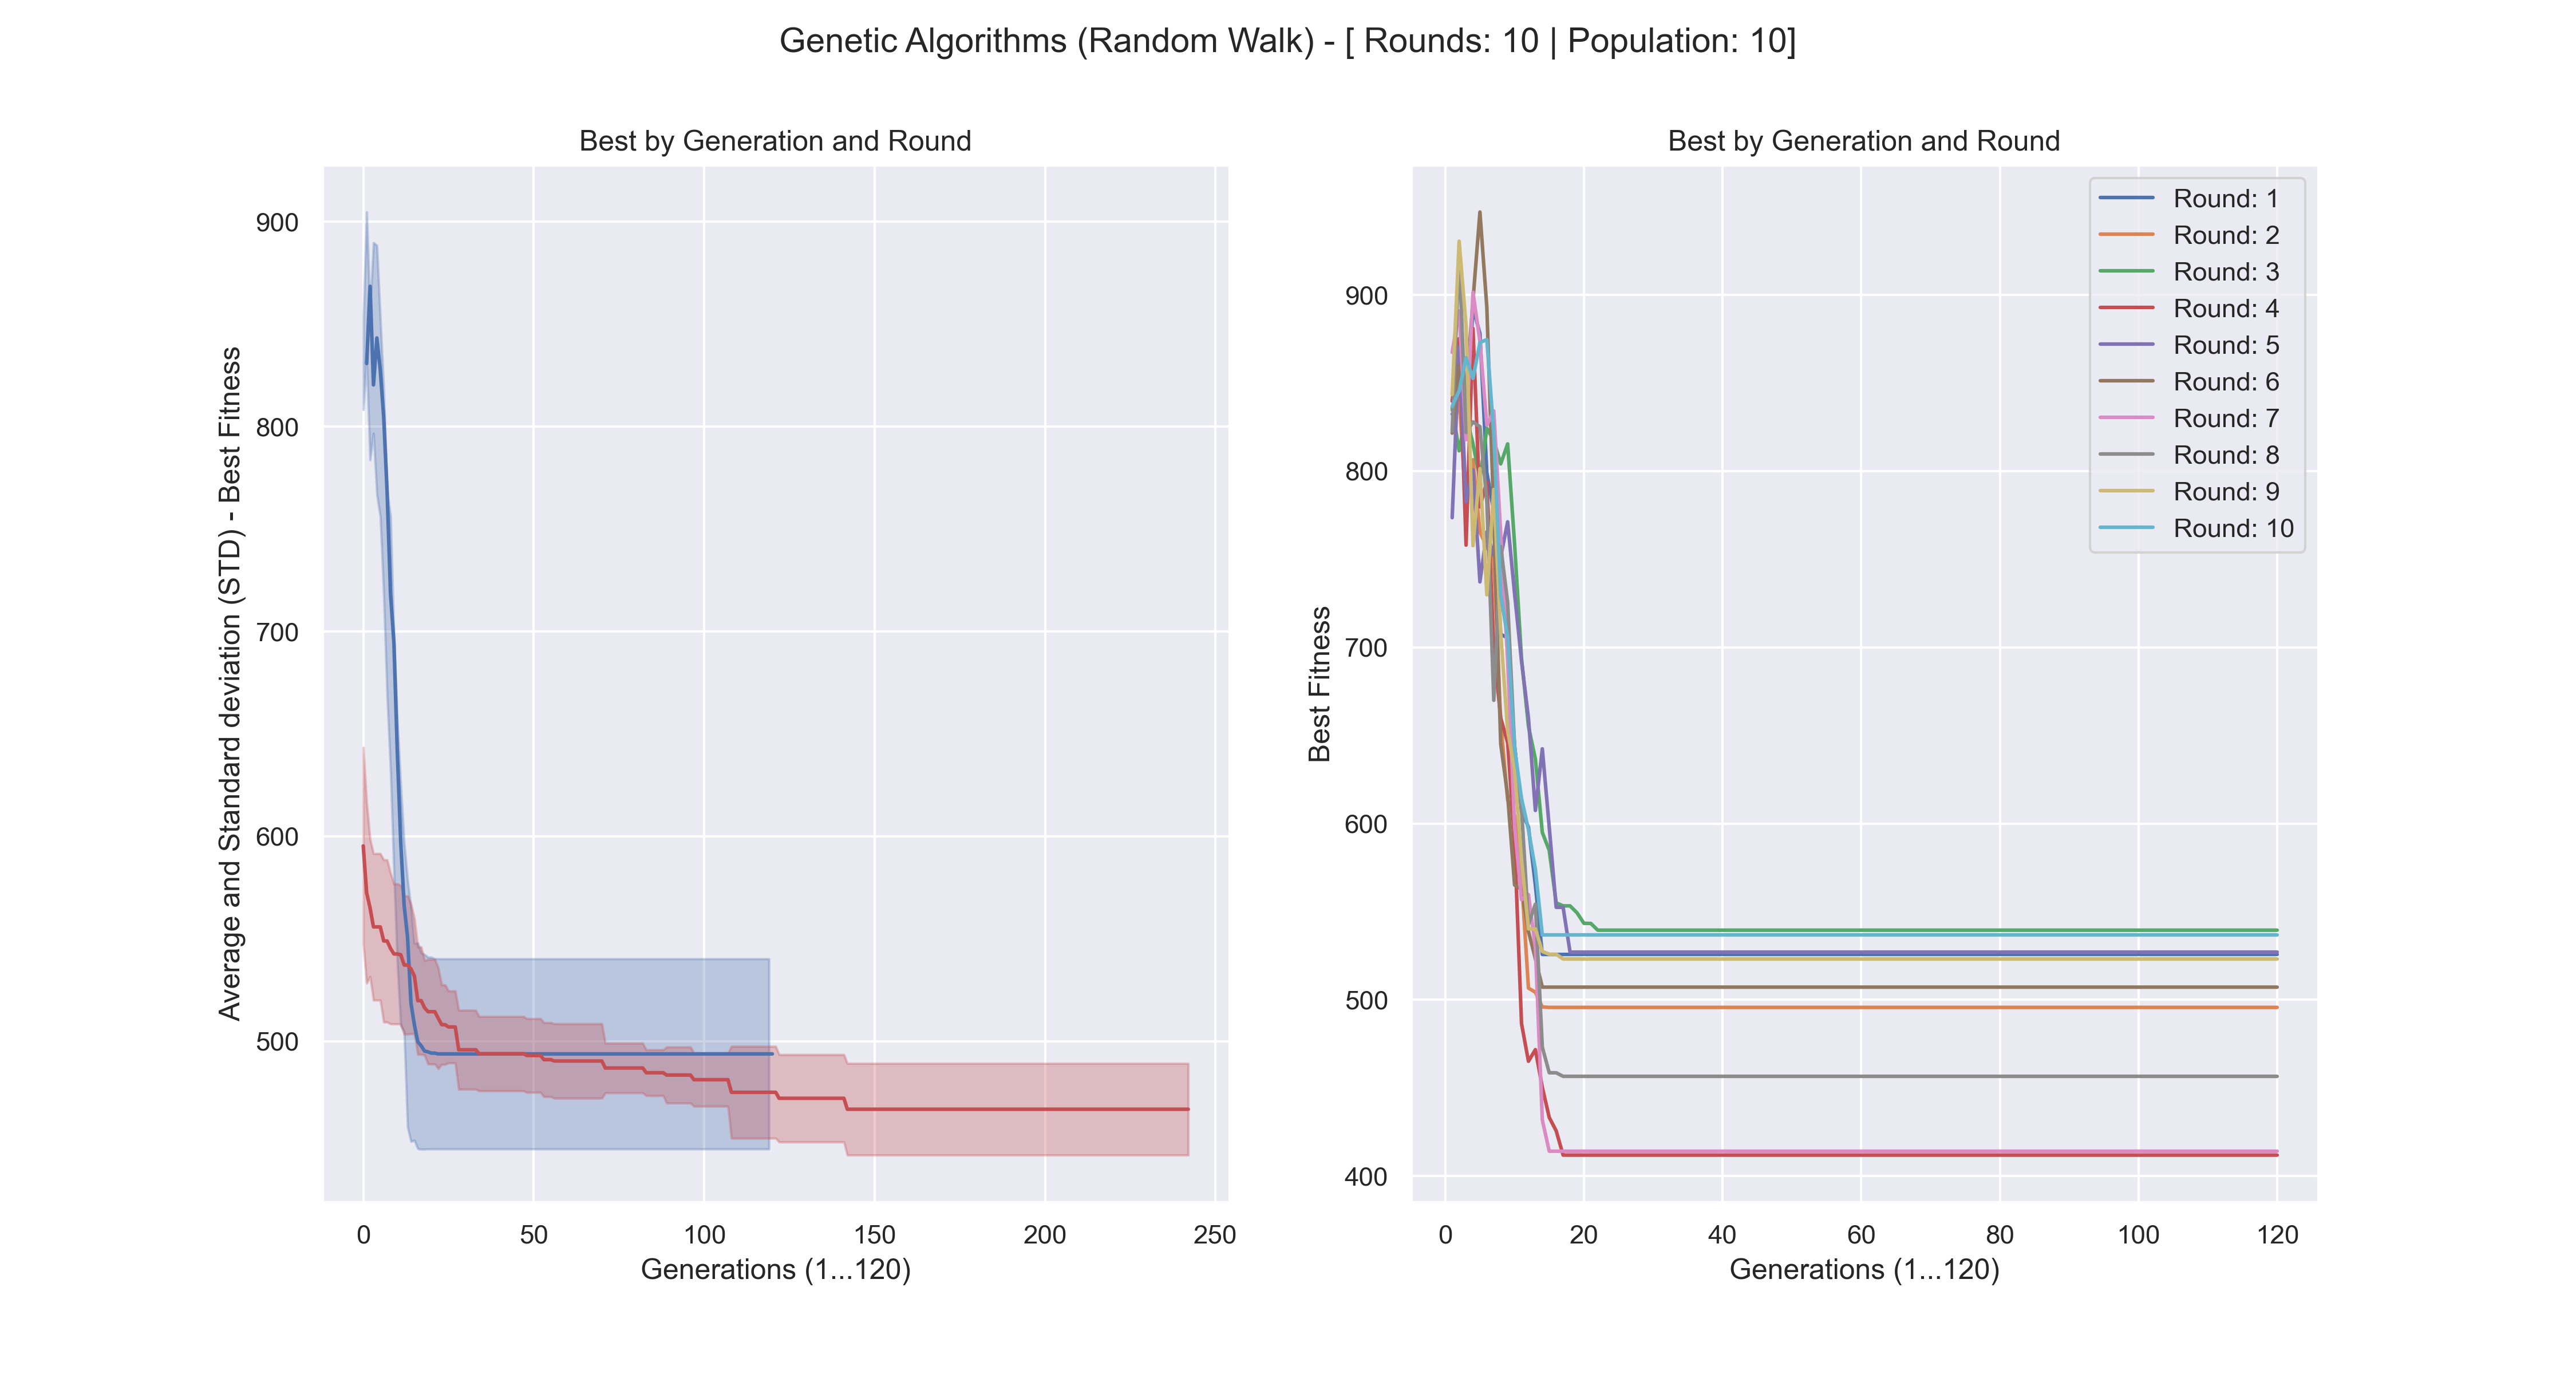 Genetic Algorithms (Random Walk) - [ Rounds: 10 | Population: 10]
Best by Generation and Round
Average and Standard deviation (STD) - Best Fitness
900
800
700
600
500
0
50
100
150
200
250
Generations (1...120)
Best by Generation and Round
Best Fitness
900
800
700
600
500
400
0
20
40
60
80
100
120
Generations (1...120)
Round: 1
Round: 2
Round: 3
Round: 4
Round: 5
Round: 6
Round: 7
Round: 8
Round: 9
Round: 10